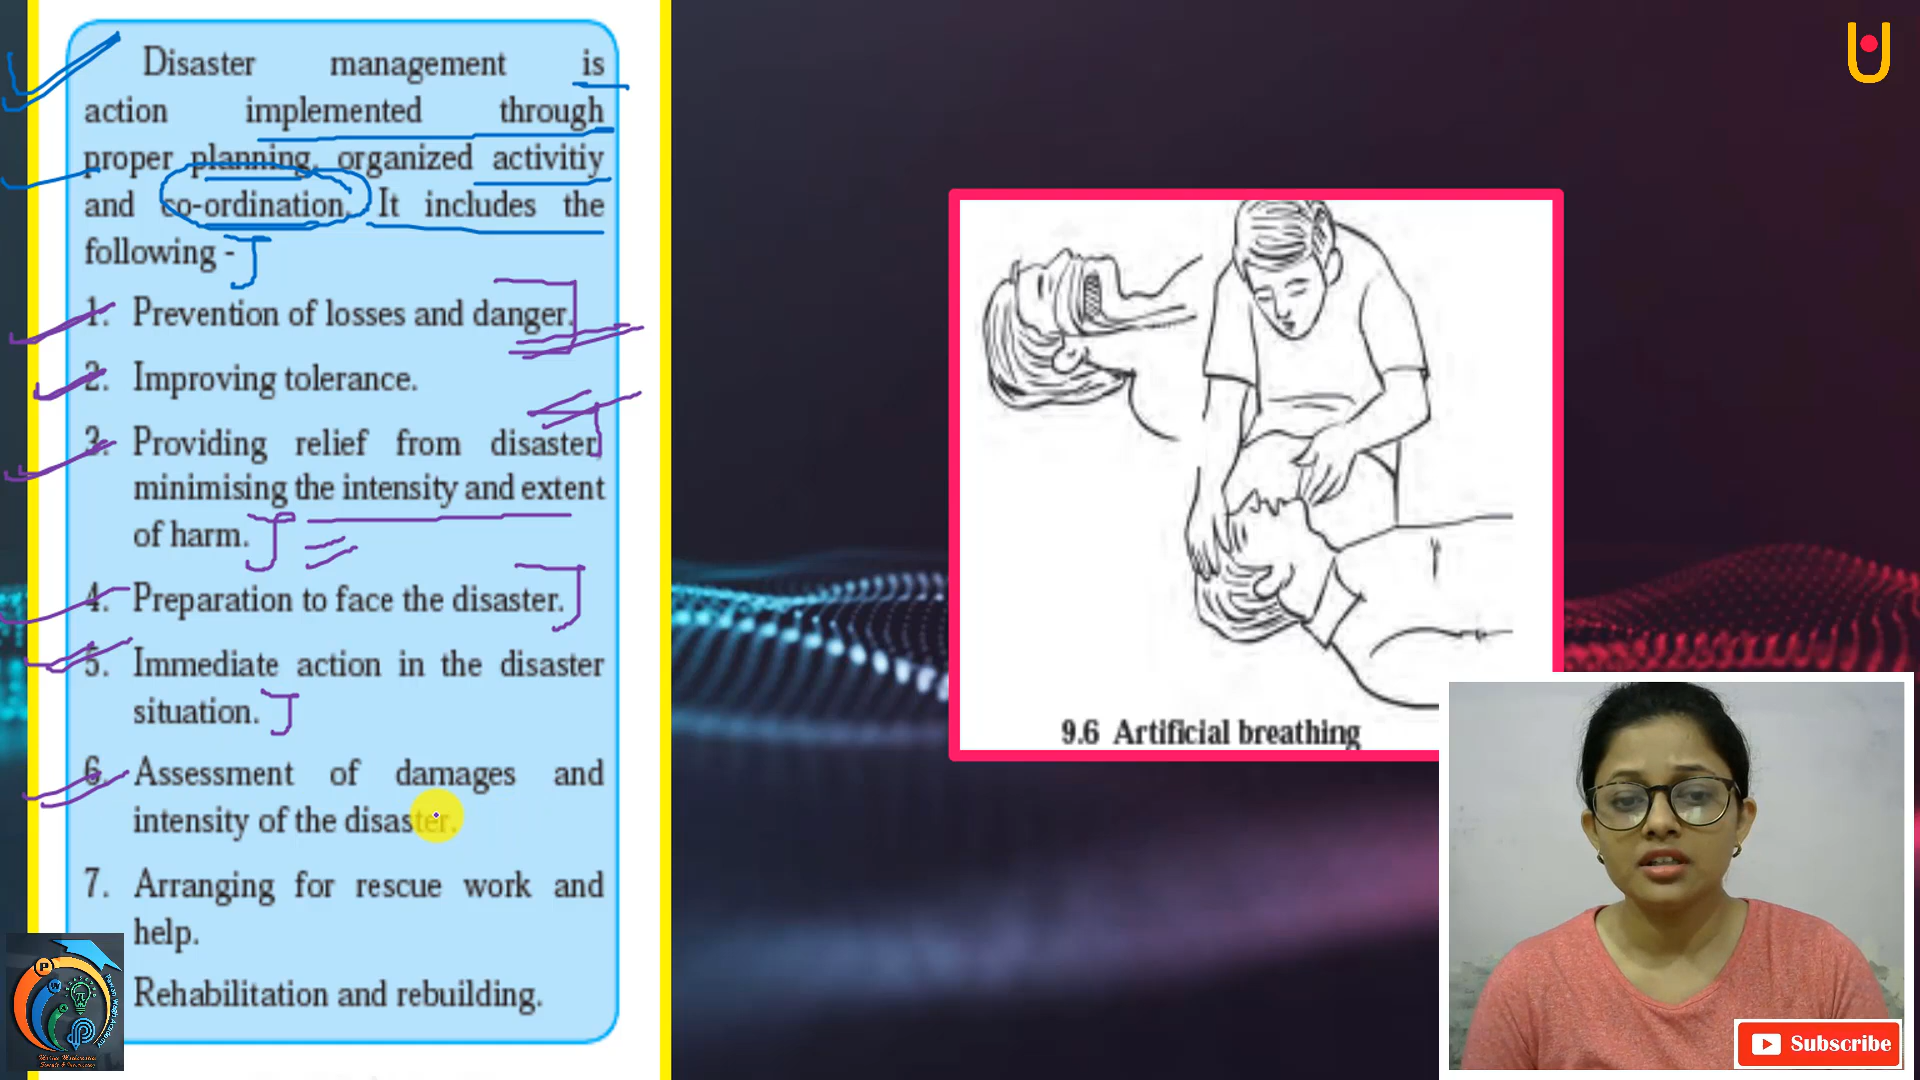 Disaster management is
action implemented through
proper planning, organized activitiy
and co-ordination. It includes the
following -
1. Prevention of losses and danger.
2. Improving tolerance.
3. Providing relief from disaster,
minimising the intensity and extent
of harm.
4. Preparation to face the disaster.
5. Immediate action in the disaster
situation.
6. Assessment of damages and
intensity of the disaster.
7. Arranging for rescue work and
help.
Rehabilitation and rebuilding.
9.6 Artificial breathing
Subscribe